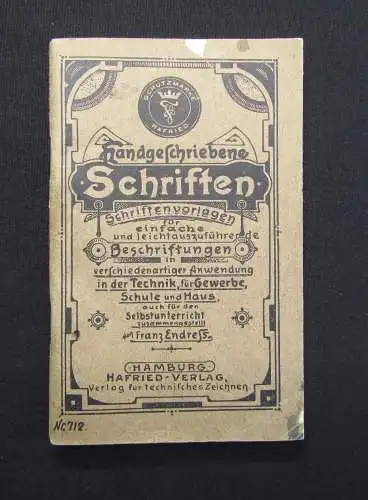 SCHUTZMARKE
HAFRIED
Handgeschriebene
Schriften
Schriftenvorlagen
für
einfache
und leichtauszuführende
Beschriftungen
in
verschiedenartiger Anwendung
in der Technik, für Gewerbe,
Schule und Haus,
auch für den
Selbstunterricht
zusammengestellt
von Franz Endreſs.
HAMBURG.
HAFRIED-VERLAG,
Verlag für technisches Zeichnen.
Nr. 712.